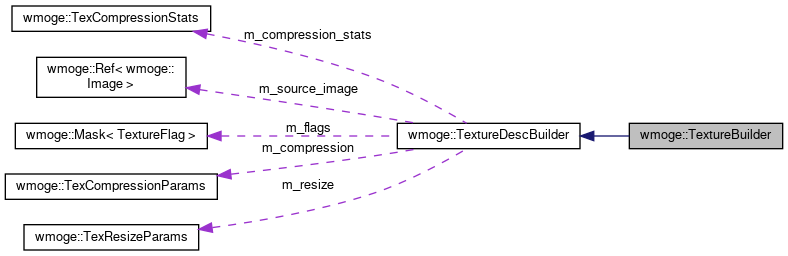 wmoge::TexCompressionStats
m_compression_stats
wmoge::Ref< wmoge::
Image >
m_source_image
wmoge::Mask< TextureFlag >
m_flags
wmoge::TextureDescBuilder
wmoge::TextureBuilder
m_compression
wmoge::TexCompressionParams
m_resize
wmoge::TexResizeParams